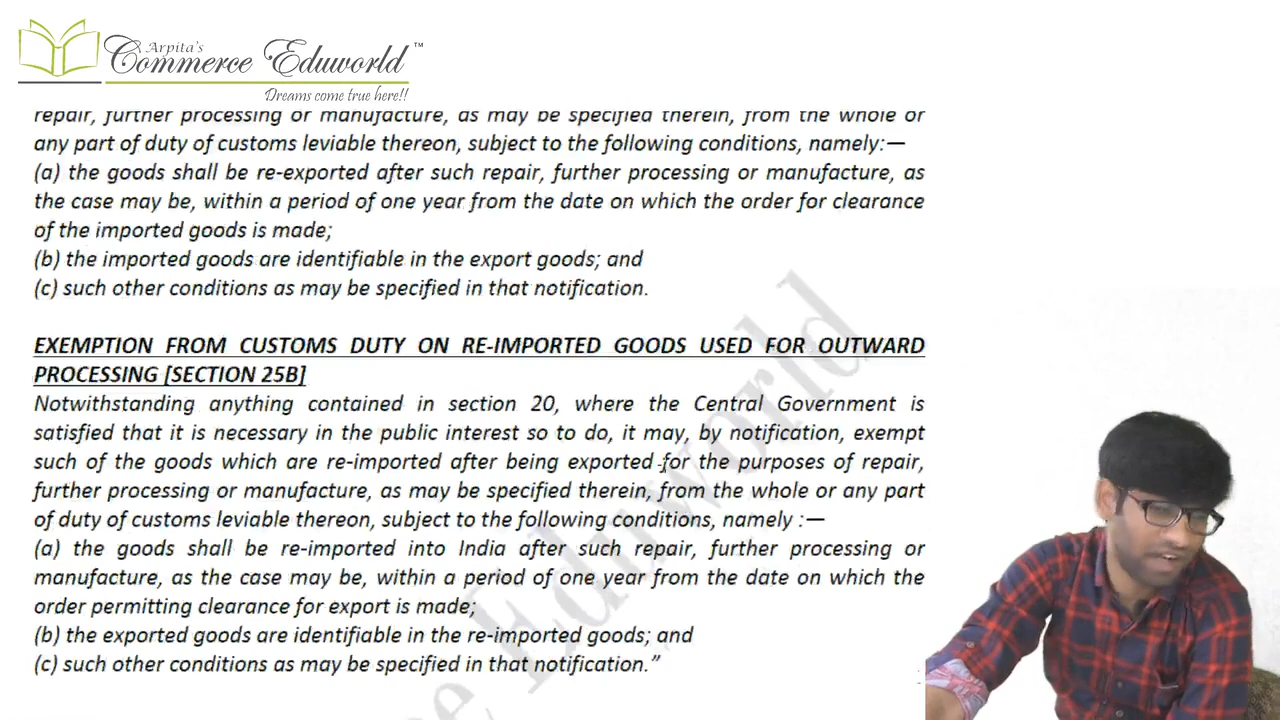 Arpita's
Commerce Eduworld™
Dreams come true here!!
repair, further processing or manufacture, as may be specified therein, from the whole or
any part of duty of customs leviable thereon, subject to the following conditions, namely:—
(a) the goods shall be re-exported after such repair, further processing or manufacture, as
the case may be, within a period of one year from the date on which the order for clearance
of the imported goods is made;
(b) the imported goods are identifiable in the export goods; and
(c) such other conditions as may be specified in that notification.
EXEMPTION FROM CUSTOMS DUTY ON RE-IMPORTED GOODS USED FOR OUTWARD
PROCESSING [SECTION 25B]
Notwithstanding anything contained in section 20, where the Central Government is
satisfied that it is necessary in the public interest so to do, it may, by notification, exempt
such of the goods which are re-imported after being exported for the purposes of repair,
further processing or manufacture, as may be specified therein, from the whole or any part
of duty of customs leviable thereon, subject to the following conditions, namely :—
(a) the goods shall be re-imported into India after such repair, further processing or
manufacture, as the case may be, within a period of one year from the date on which the
order permitting clearance for export is made;
(b) the exported goods are identifiable in the re-imported goods; and
(c) such other conditions as may be specified in that notification.”
Eduworld